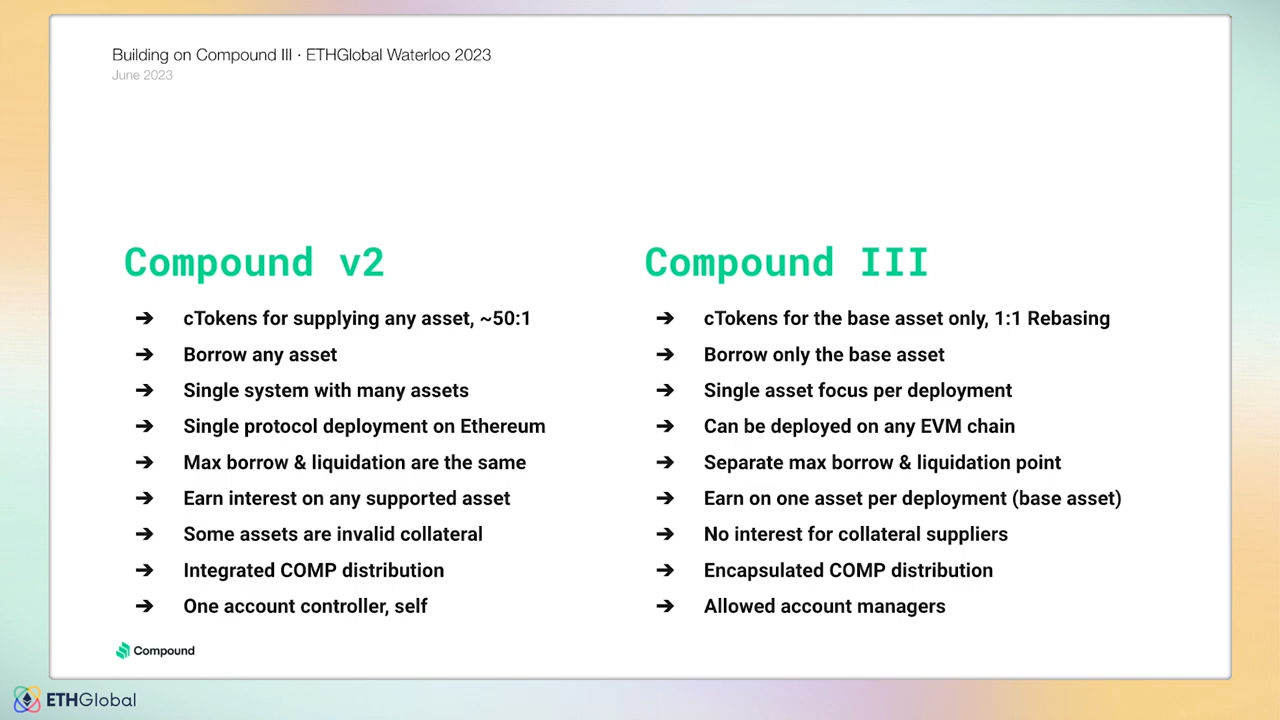 Building on Compound III · ETHGlobal Waterloo 2023
June 2023
Compound v2
➔ cTokens for supplying any asset, ~50:1
➔ Borrow any asset
➔ Single system with many assets
➔ Single protocol deployment on Ethereum
➔ Max borrow & liquidation are the same
➔ Earn interest on any supported asset
➔ Some assets are invalid collateral
➔ Integrated COMP distribution
➔ One account controller, self
Compound III
➔ cTokens for the base asset only, 1:1 Rebasing
➔ Borrow only the base asset
➔ Single asset focus per deployment
➔ Can be deployed on any EVM chain
➔ Separate max borrow & liquidation point
➔ Earn on one asset per deployment (base asset)
➔ No interest for collateral suppliers
➔ Encapsulated COMP distribution
➔ Allowed account managers
Compound
ETHGlobal